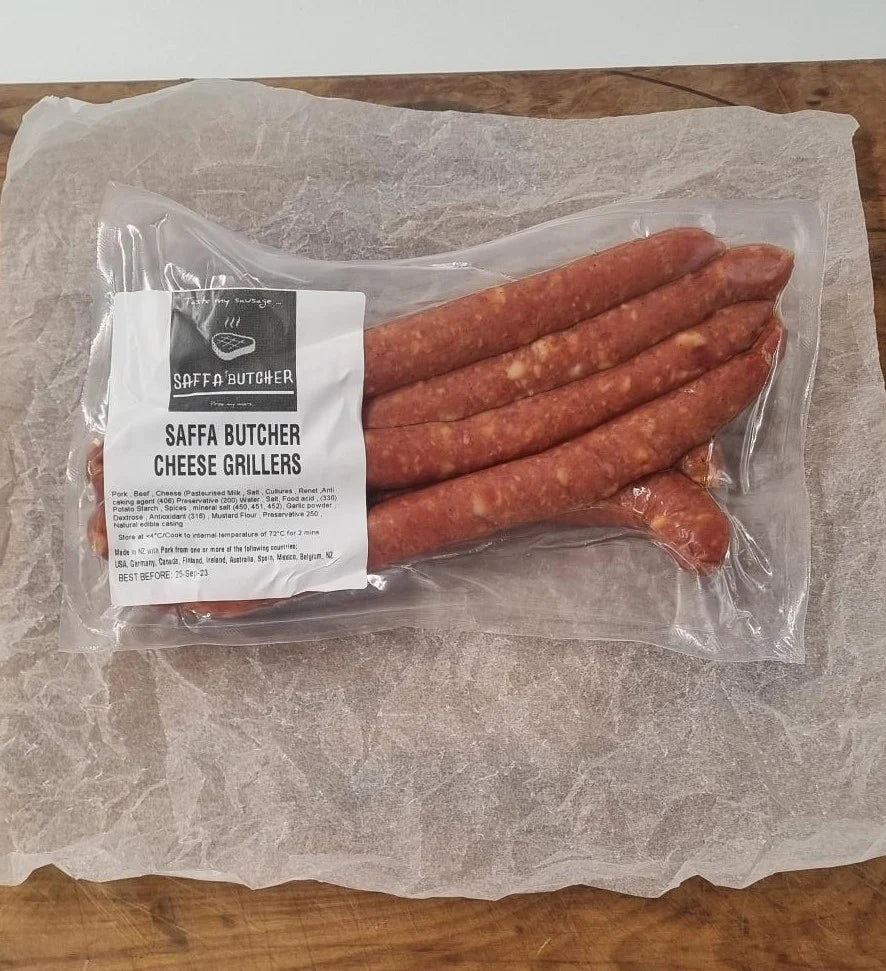 Taste my sausage ...
SAFFA BUTCHER
SAFFA BUTCHER
CHEESE GRILLERS
Pork , Beef , Cheese (Pasteurised Milk , Salt , Cultures , Renet ,Anti
caking agent (406) Preservative (200) Water , Salt, Food acid , (330)
Potato Starch , Spices , mineral salt (450, 451, 452), Garlic powder ,
Dextrose , Antioxidant (316) , Mustard Flour , Preservative 250 ,
Natural edible casing
Store at <4°C/Cook to internal temperature of 72°C for 2 mins
Made in NZ with Pork from one or more of the following countries:
USA, Germany, Canada, Finland, Ireland, Australia, Spain, Mexico, Belgium, NZ
BEST BEFORE: 25-Sep-23